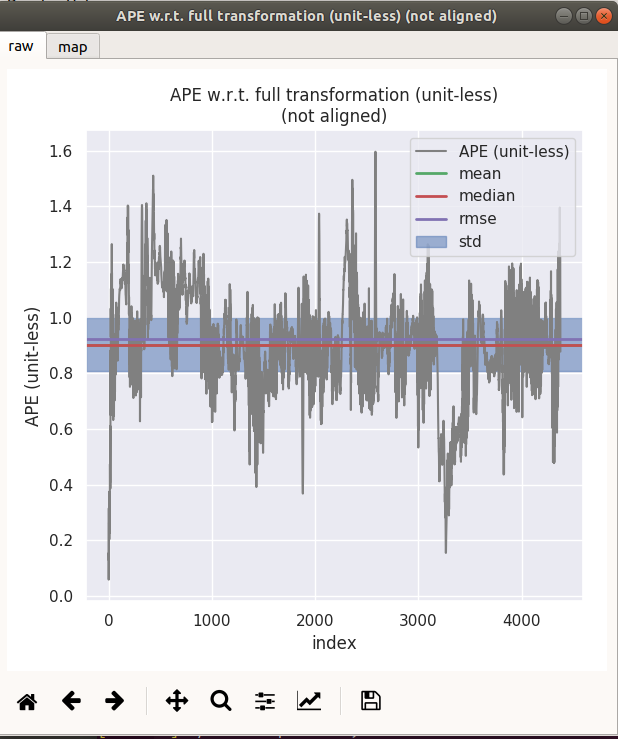 APE w.r.t. full transformation (unit-less) (not aligned)
raw
map
APE w.r.t. full transformation (unit-less)
(not aligned)
APE (unit-less)
mean
median
rmse
std
1.6
1.4
1.2
1.0
0.8
0.6
0.4
0.2
0.0
APE (unit-less)
0
1000
2000
3000
4000
index